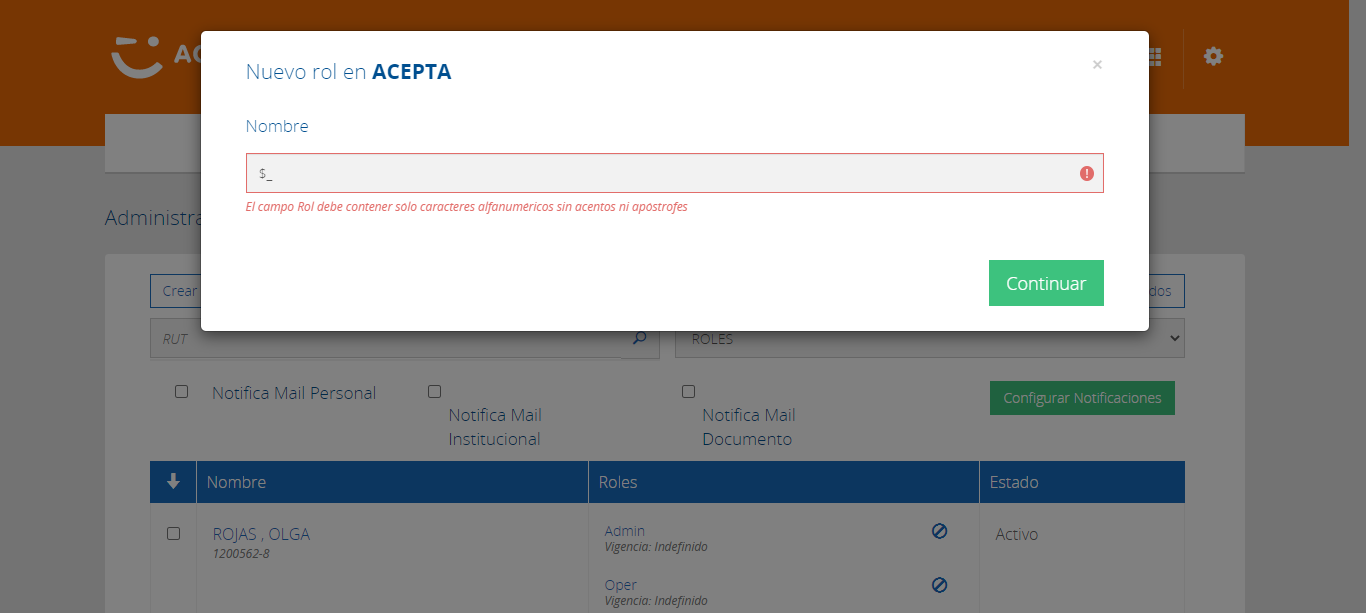 AC
Nuevo rol en ACEPTA
×
Nombre
$_
El campo Rol debe contener sólo caracteres alfanuméricos sin acentos ni apóstrofes
Continuar
Administra
Crear
dos
RUT
ROLES
Notifica Mail Personal
Notifica Mail
Institucional
Notifica Mail
Documento
Configurar Notificaciones
Nombre Roles Estado
ROJAS , OLGA
1200562-8
Admin
Vigencia: Indefinido
Activo
Oper
Vigencia: Indefinido